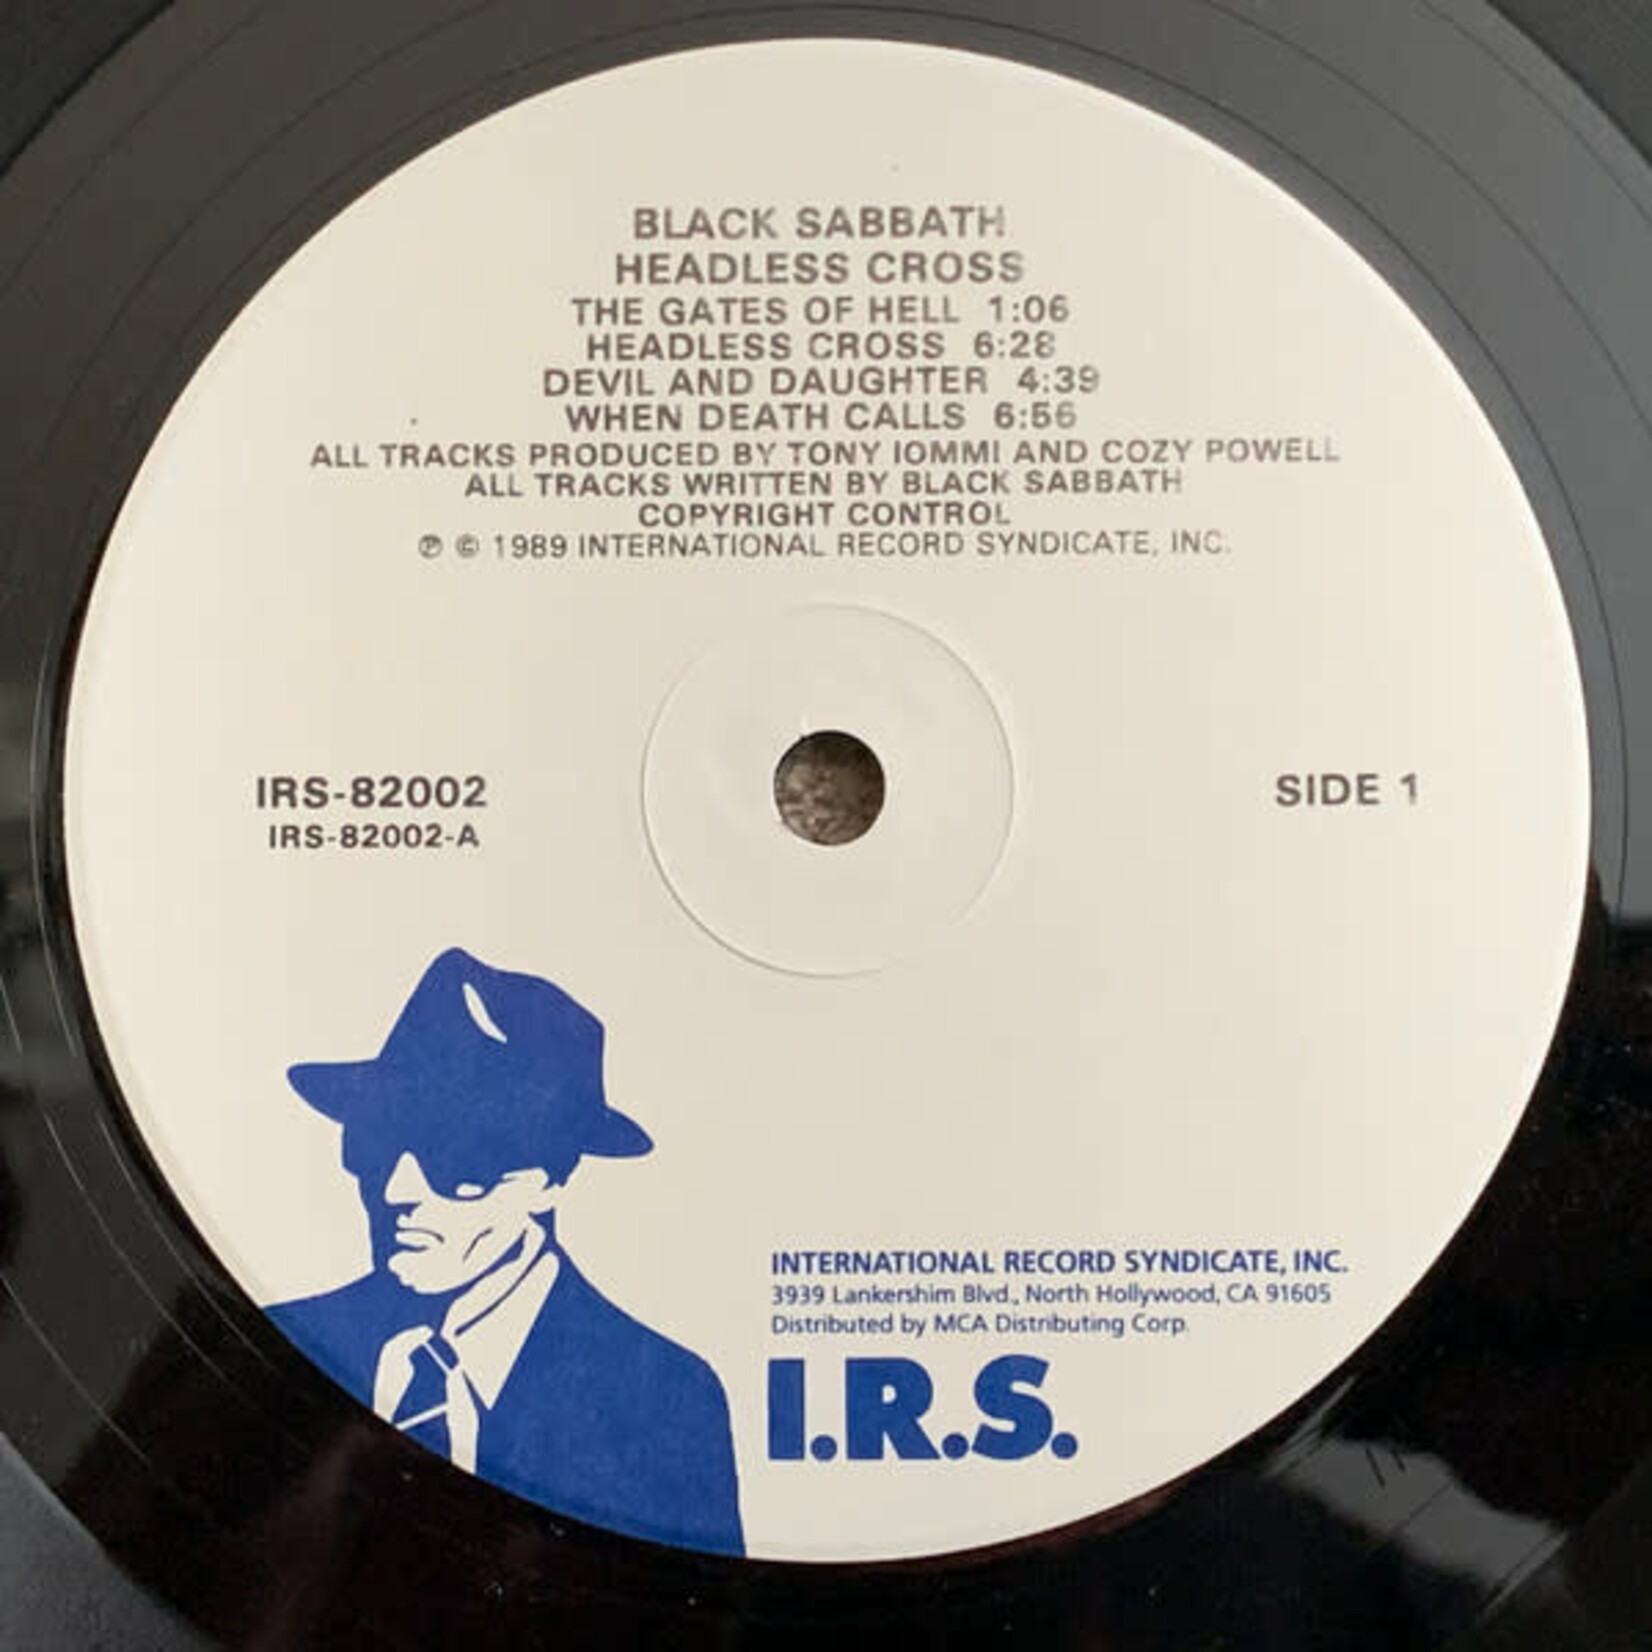 BLACK SABBATH
HEADLESS CROSS
THE GATES OF HELL 1:06
HEADLESS CROSS 6:28
DEVIL AND DAUGHTER 4:39
WHEN DEATH CALLS 6:56
ALL TRACKS PRODUCED BY TONY IOMMI AND COZY POWELL
ALL TRACKS WRITTEN BY BLACK SABBATH
COPYRIGHT CONTROL
℗ © 1989 INTERNATIONAL RECORD SYNDICATE, INC.
IRS-82002
IRS-82002-A
SIDE 1
INTERNATIONAL RECORD SYNDICATE, INC.
3939 Lankershim Blvd., North Hollywood, CA 91605
Distributed by MCA Distributing Corp.
I.R.S.